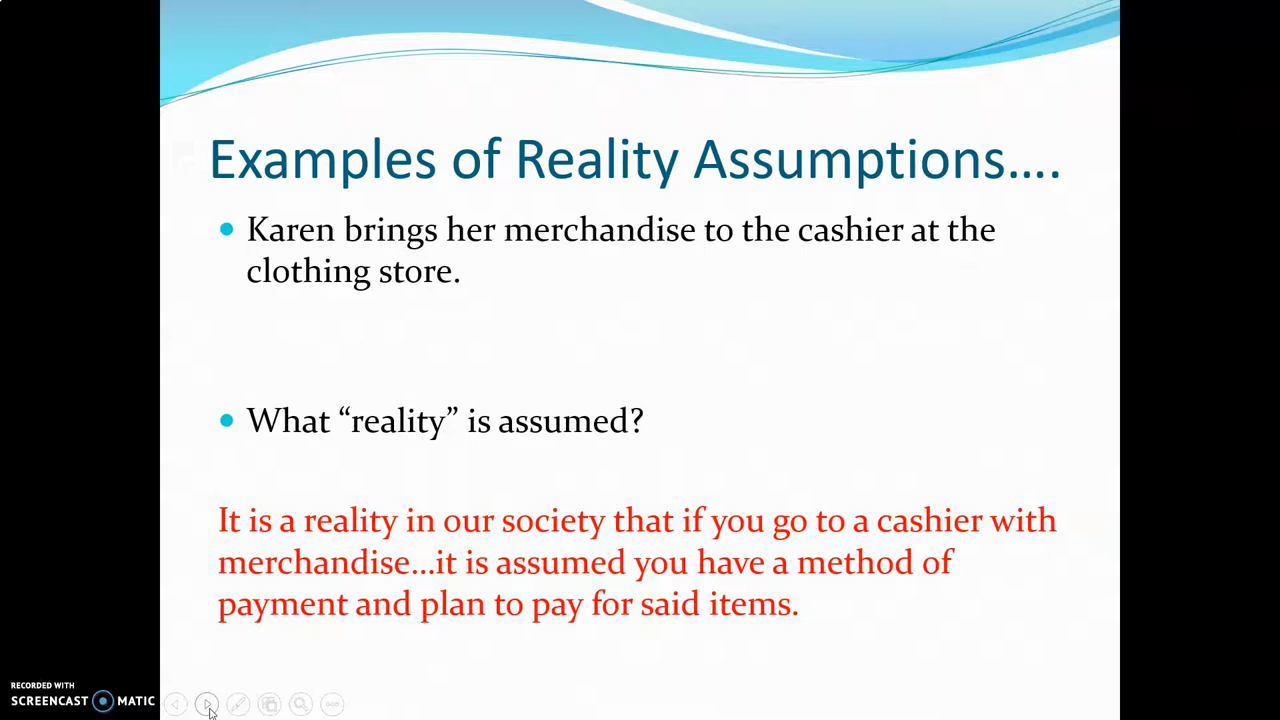 Examples of Reality Assumptions....
Karen brings her merchandise to the cashier at the
clothing store.
What “reality” is assumed?
It is a reality in our society that if you go to a cashier with
merchandise...it is assumed you have a method of
payment and plan to pay for said items.
RECORDED WITH
SCREENCAST MATIC